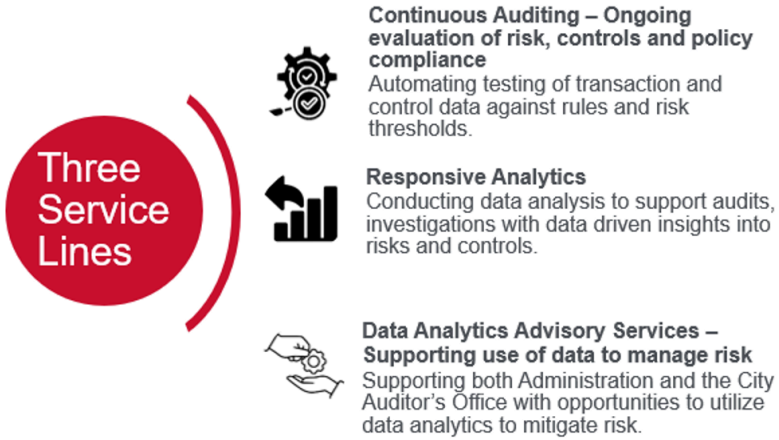 Three
Service
Lines
Continuous Auditing – Ongoing
evaluation of risk, controls and policy
compliance
Automating testing of transaction and
control data against rules and risk
thresholds.
Responsive Analytics
Conducting data analysis to support audits,
investigations with data driven insights into
risks and controls.
Data Analytics Advisory Services –
Supporting use of data to manage risk
Supporting both Administration and the City
Auditor's Office with opportunities to utilize
data analytics to mitigate risk.